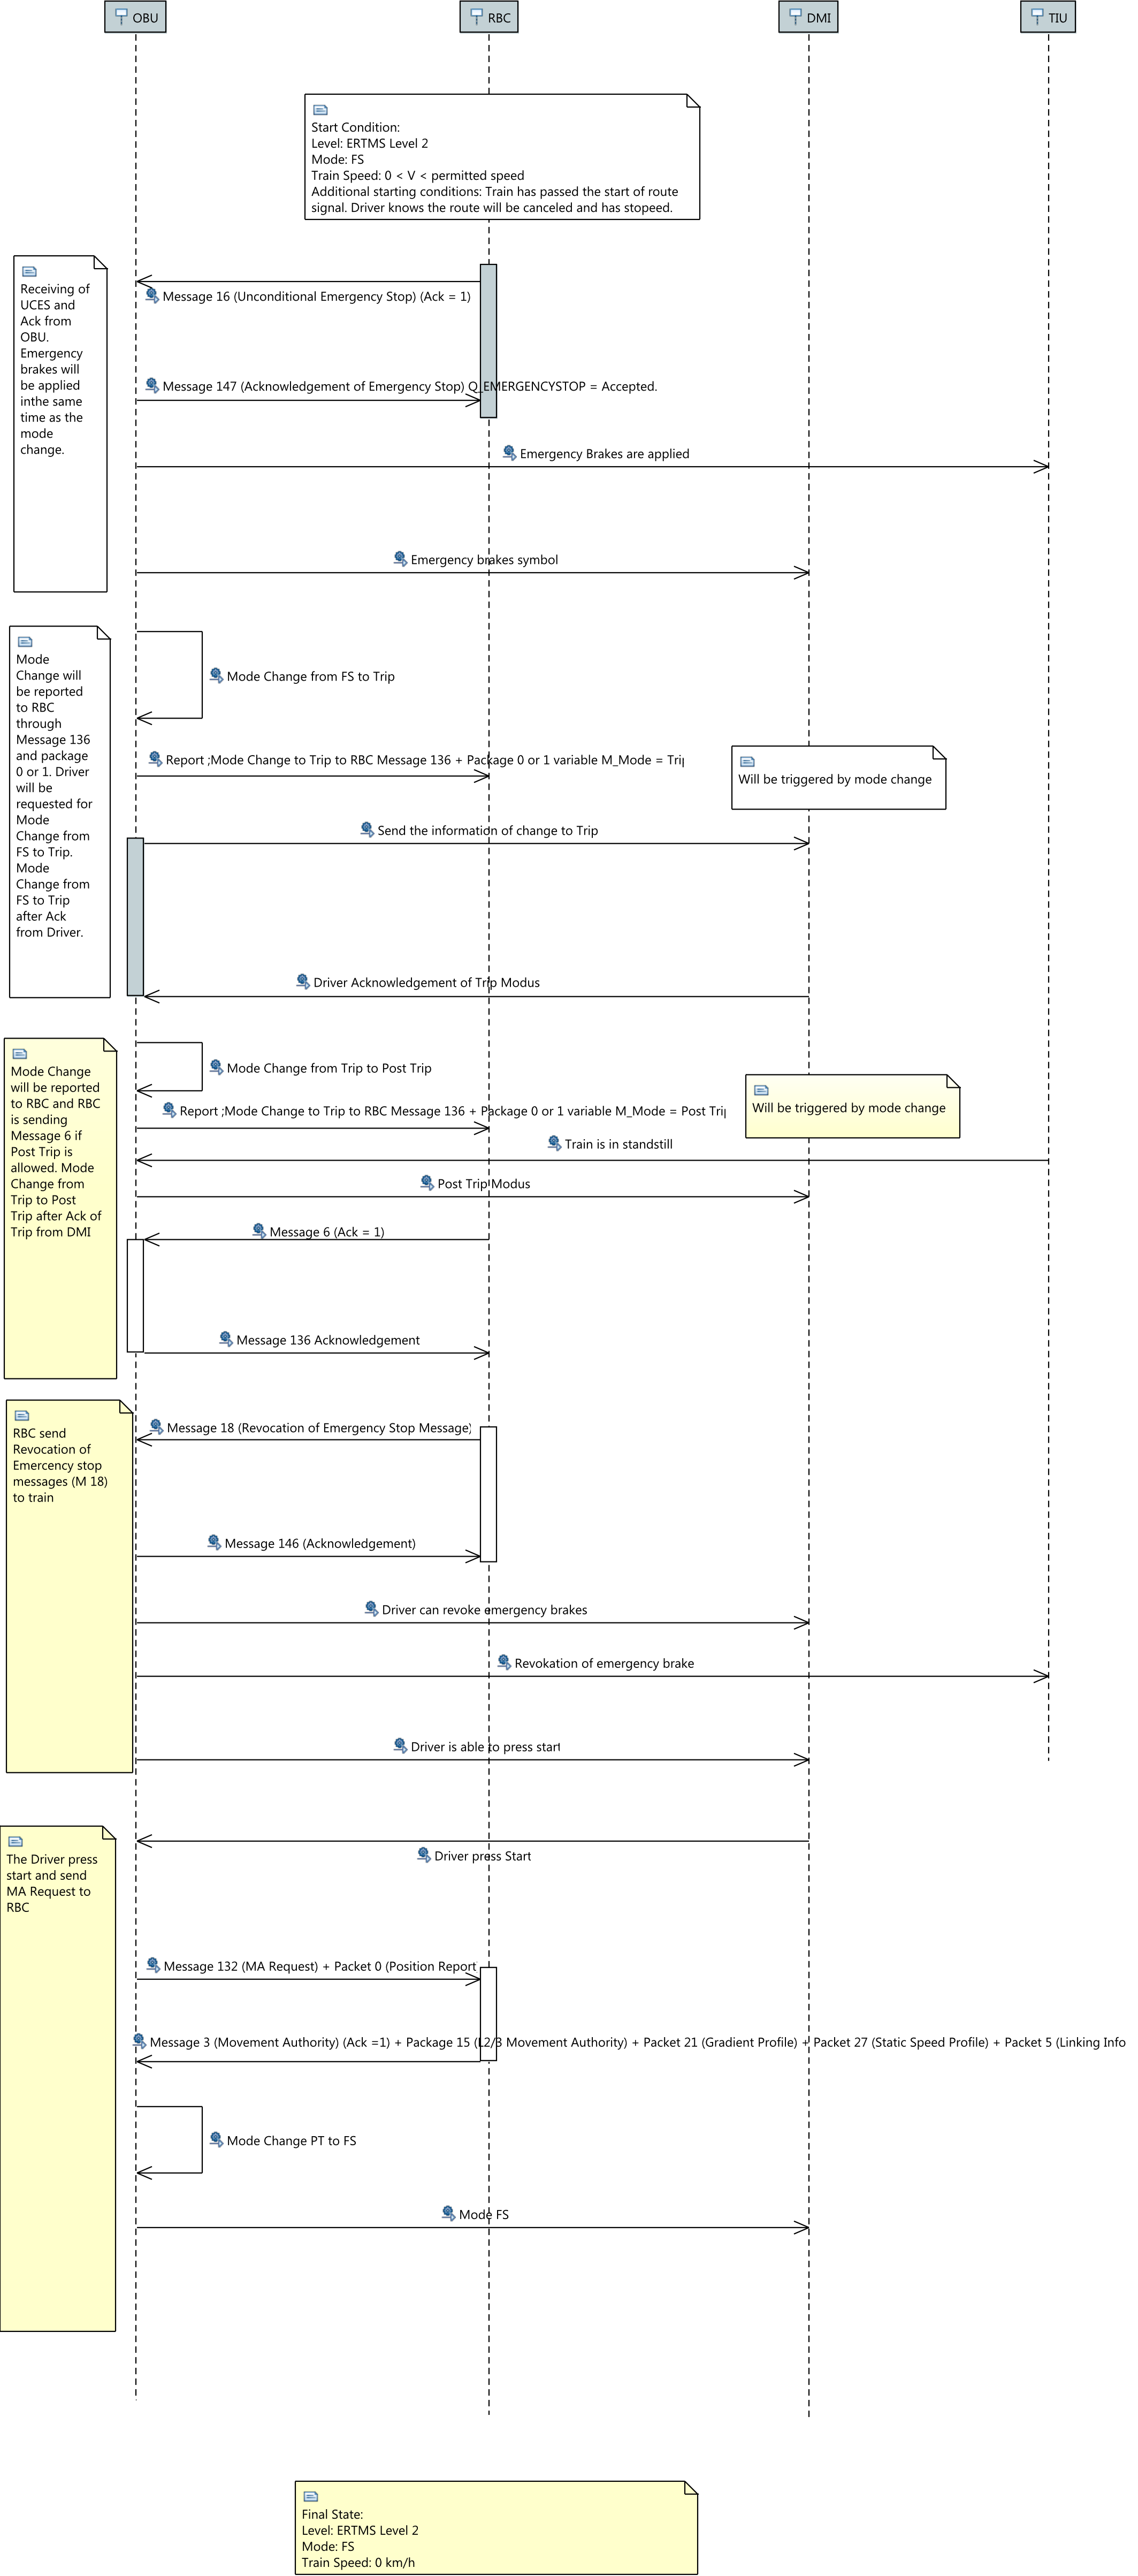 OBU
RBC
DMI
TIU
Start Condition:
Level: ERTMS Level 2
Mode: FS
Train Speed: 0 < V < permitted speed
Additional starting conditions: Train has passed the start of route
signal. Driver knows the route will be canceled and has stopeed.
Receiving of
UCES and
Ack from
OBU.
Emergency
brakes will
be applied
inthe same
time as the
mode
change.
Message 16 (Unconditional Emergency Stop) (Ack = 1)
Message 147 (Acknowledgement of Emergency Stop) Q_EMERGENCYSTOP = Accepted.
Emergency Brakes are applied
Emergency brakes symbol
Mode
Change will
be reported
to RBC
through
Message 136
and package
0 or 1. Driver
will be
requested for
Mode
Change from
FS to Trip.
Mode
Change from
FS to Trip
after Ack
from Driver.
Mode Change from FS to Trip
Report ;Mode Change to Trip to RBC Message 136 + Package 0 or 1 variable M_Mode = Trip
Will be triggered by mode change
Send the information of change to Trip
Driver Acknowledgement of Trip Modus
Mode Change
will be reported
to RBC and RBC
is sending
Message 6 if
Post Trip is
allowed. Mode
Change from
Trip to Post
Trip after Ack of
Trip from DMI
Mode Change from Trip to Post Trip
Report ;Mode Change to Trip to RBC Message 136 + Package 0 or 1 variable M_Mode = Post Trip
Will be triggered by mode change
Train is in standstill
Post Trip Modus
Message 6 (Ack = 1)
Message 136 Acknowledgement
RBC send
Revocation of
Emercency stop
messages (M 18)
to train
Message 18 (Revocation of Emergency Stop Message)
Message 146 (Acknowledgement)
Driver can revoke emergency brakes
Revokation of emergency brake
Driver is able to press start
The Driver press
start and send
MA Request to
RBC
Driver press Start
Message 132 (MA Request) + Packet 0 (Position Report
Message 3 (Movement Authority) (Ack =1) + Package 15 (L2/3 Movement Authority) + Packet 21 (Gradient Profile) + Packet 27 (Static Speed Profile) + Packet 5 (Linking Info
Mode Change PT to FS
Mode FS
Final State:
Level: ERTMS Level 2
Mode: FS
Train Speed: 0 km/h